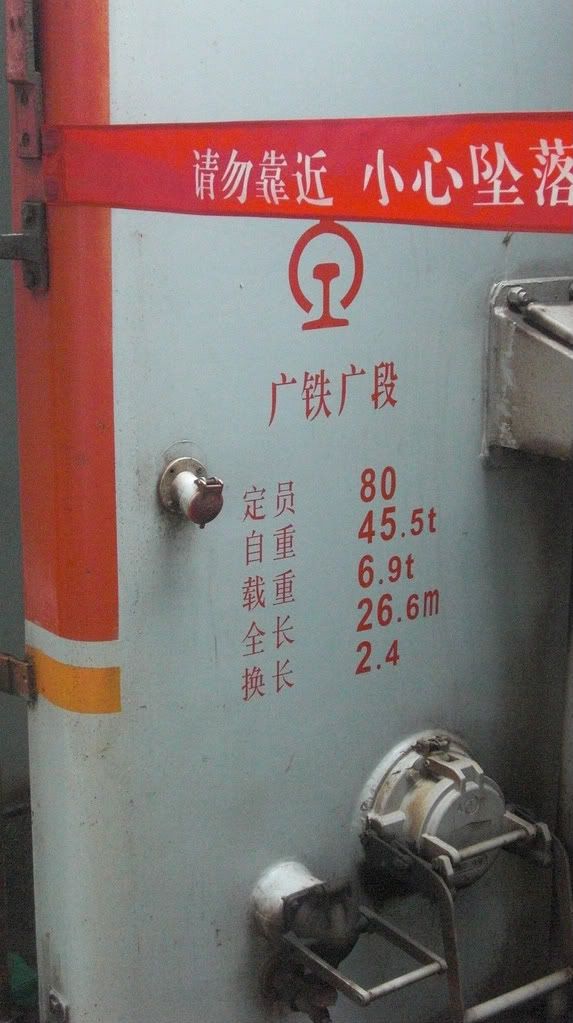 请勿靠近 小心坠落
广铁广段
定员 80
自重 45.5t
载重 6.9t
全长 26.6m
换长 2.4